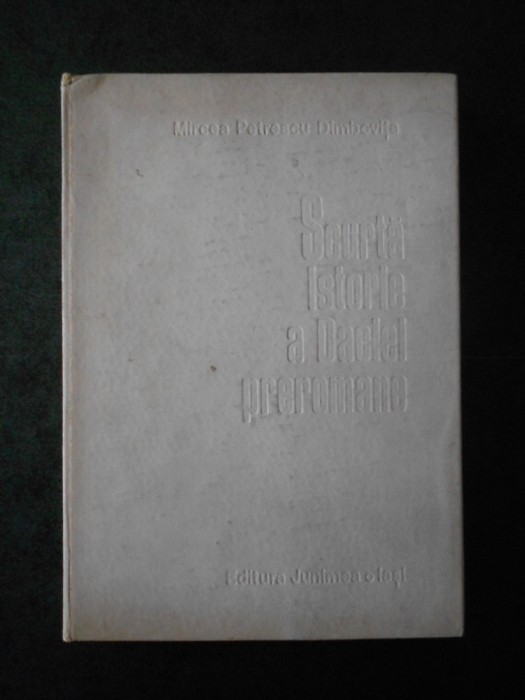 Mircea Petrescu Dîmbovița
Scurtă
istorie
a Daciei
preromane
Editura Junimea • Iași